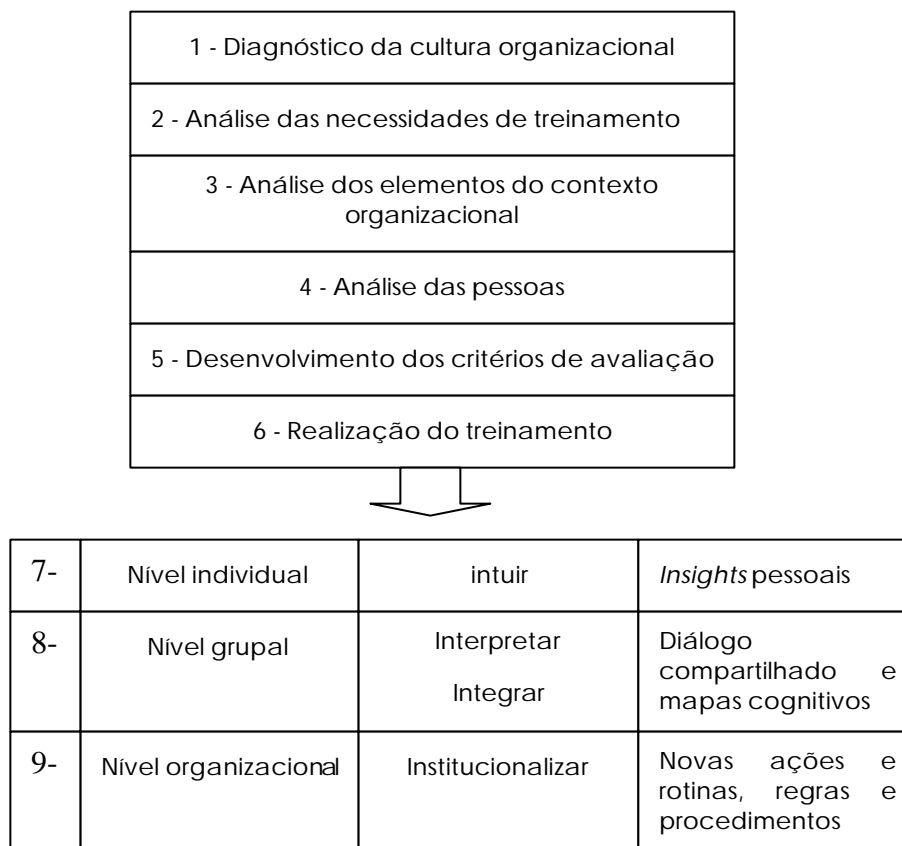 1 - Diagnóstico da cultura organizacional
2 - Análise das necessidades de treinamento
3 - Análise dos elementos do contexto
organizacional
4 - Análise das pessoas
5 - Desenvolvimento dos critérios de avaliação
6 - Realização do treinamento
7-
Nível individual
intuir
Insights pessoais
8-
Nível grupal
Interpretar
Integrar
Diálogo
compartilhado e
mapas cognitivos
9-
Nível organizacional
Institucionalizar
Novas ações e
rotinas, regras e
procedimentos